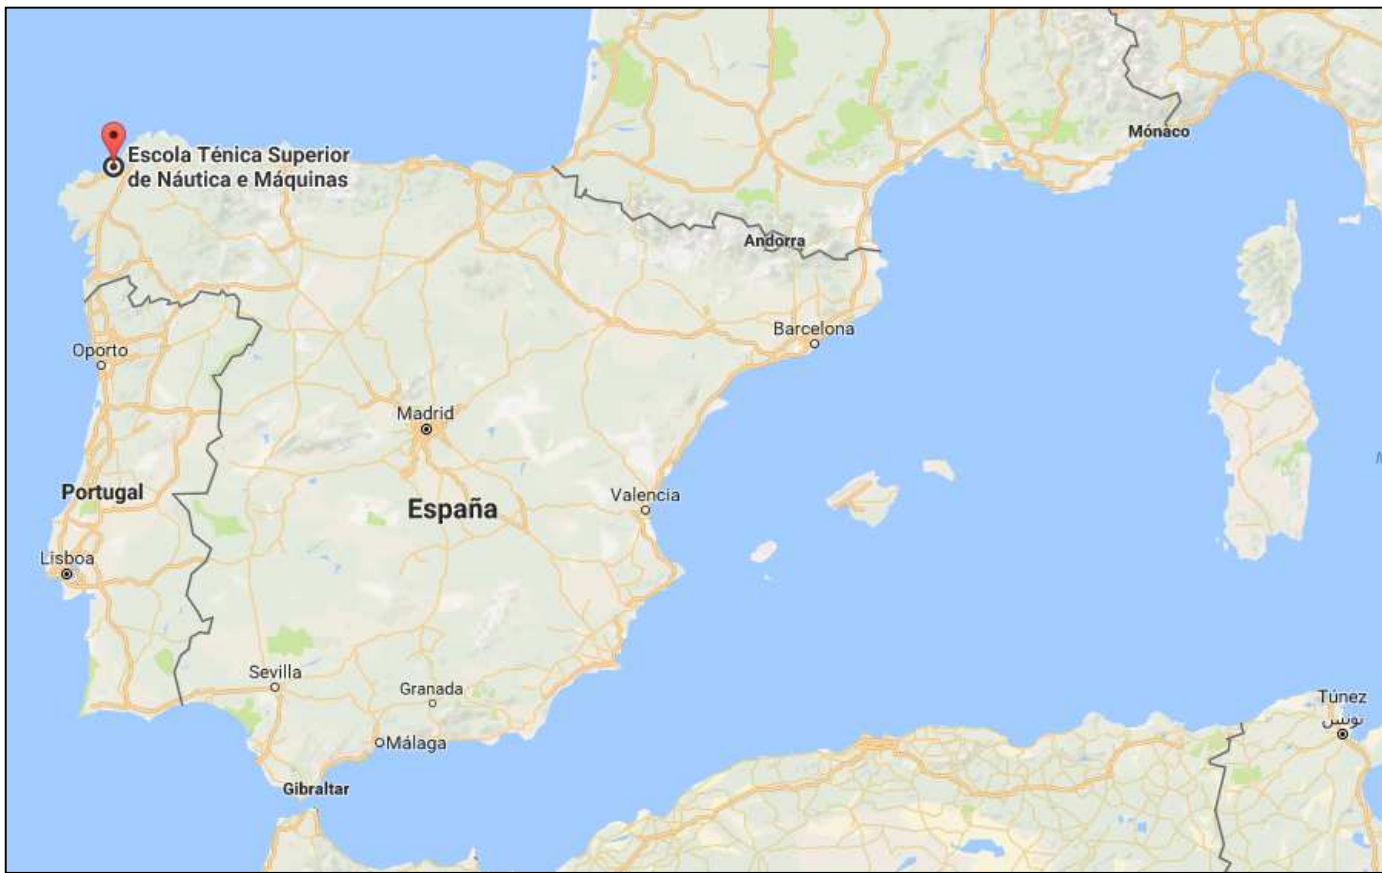 Mónaco
Escola Ténica Superior
de Náutica e Máquinas
Andorra
Barcelona
Oporto
Madrid
Portugal
España
Valencia
Lisboa
Sevilla
Granada
Túnez
تونس
Málaga
Gibraltar